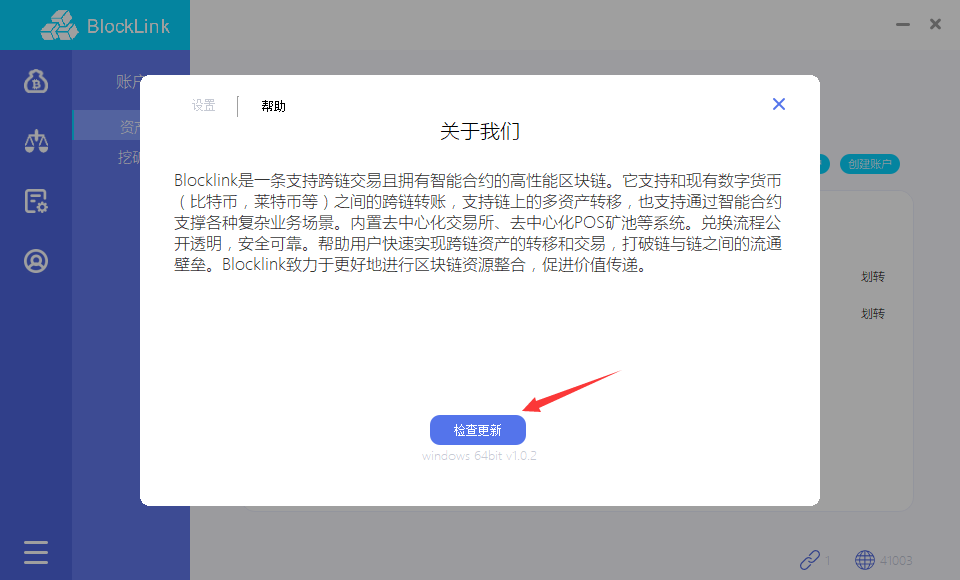 BlockLink
账户
资产
挖矿
设置
帮助
关于我们
Blocklink是一条支持跨链交易且拥有智能合约的高性能区块链。它支持和现有数字货币
（比特币，莱特币等）之间的跨链转账，支持链上的多资产转移，也支持通过智能合约
支撑各种复杂业务场景。内置去中心化交易所、去中心化POS矿池等系统。兑换流程公
开透明，安全可靠。帮助用户快速实现跨链资产的转移和交易，打破链与链之间的流通
壁垒。Blocklink致力于更好地进行区块链资源整合，促进价值传递。
创建账户
划转
划转
检查更新
windows 64bit v1.0.2
1
41003